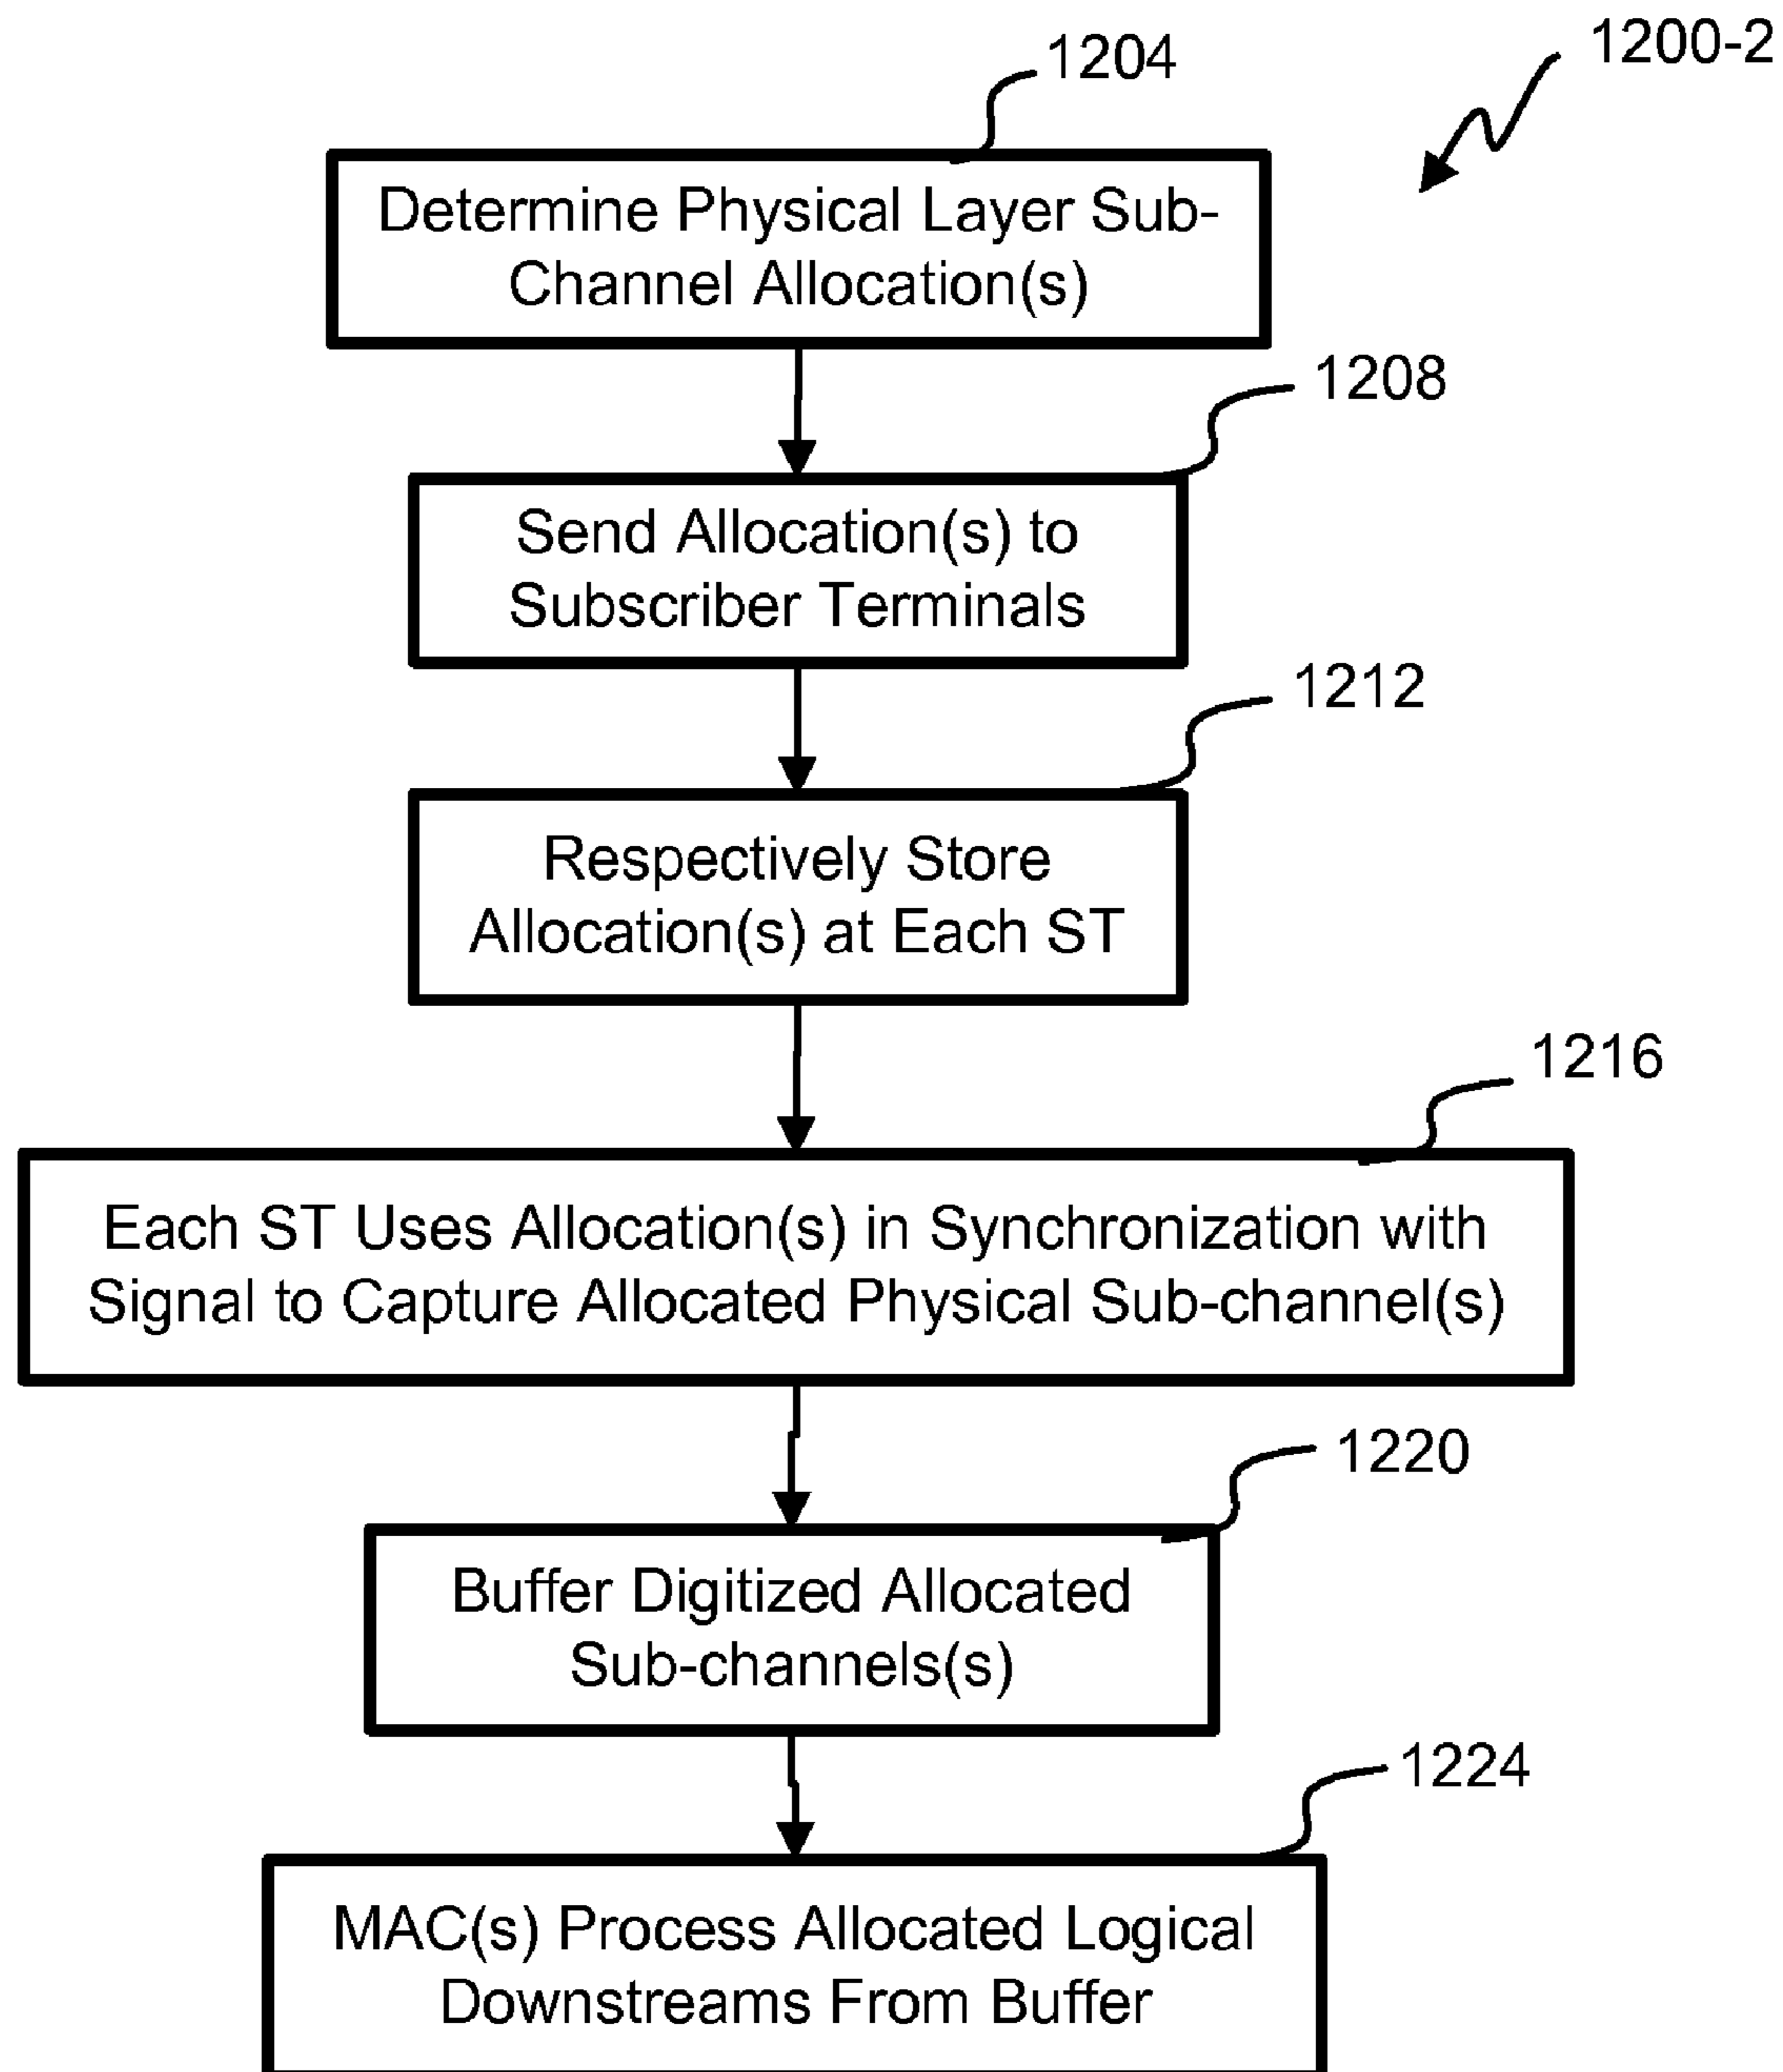 1200-2
1204
Determine Physical Layer Sub-
Channel Allocation(s)
1208
Send Allocation(s) to
Subscriber Terminals
1212
Respectively Store
Allocation(s) at Each ST
1216
Each ST Uses Allocation(s) in Synchronization with
Signal to Capture Allocated Physical Sub-channel(s)
1220
Buffer Digitized Allocated
Sub-channels(s)
1224
MAC(s) Process Allocated Logical
Downstreams From Buffer